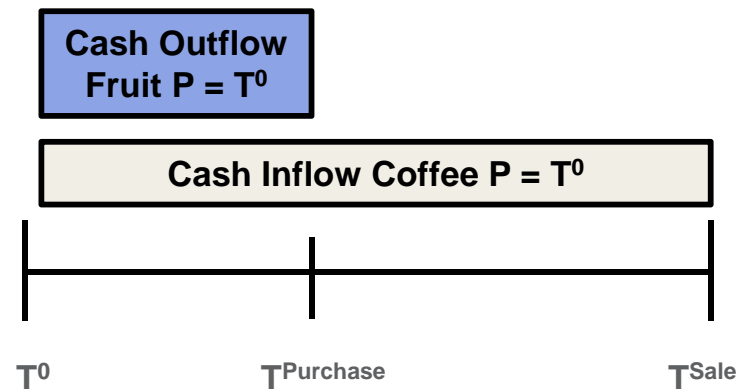 Cash Outflow
Fruit P = T⁰
Cash Inflow Coffee P = T⁰
T⁰ Tᴾᵘʳᶜʰᵃˢᵉ Tˢᵃˡᵉ